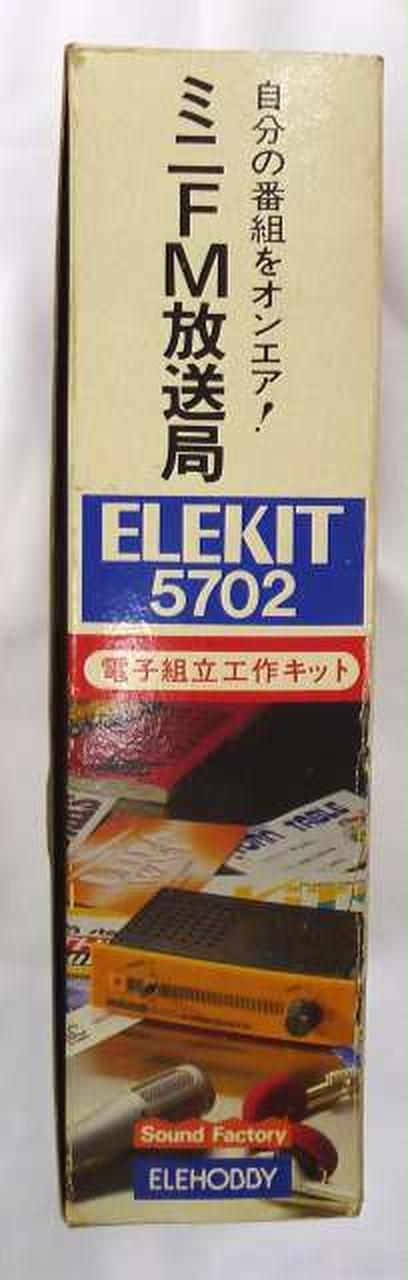 自分の番組をオンエア!
ミニFM放送局
ELEKIT
5702
電子組立工作キット
Sound Factory
ELEHOBBY